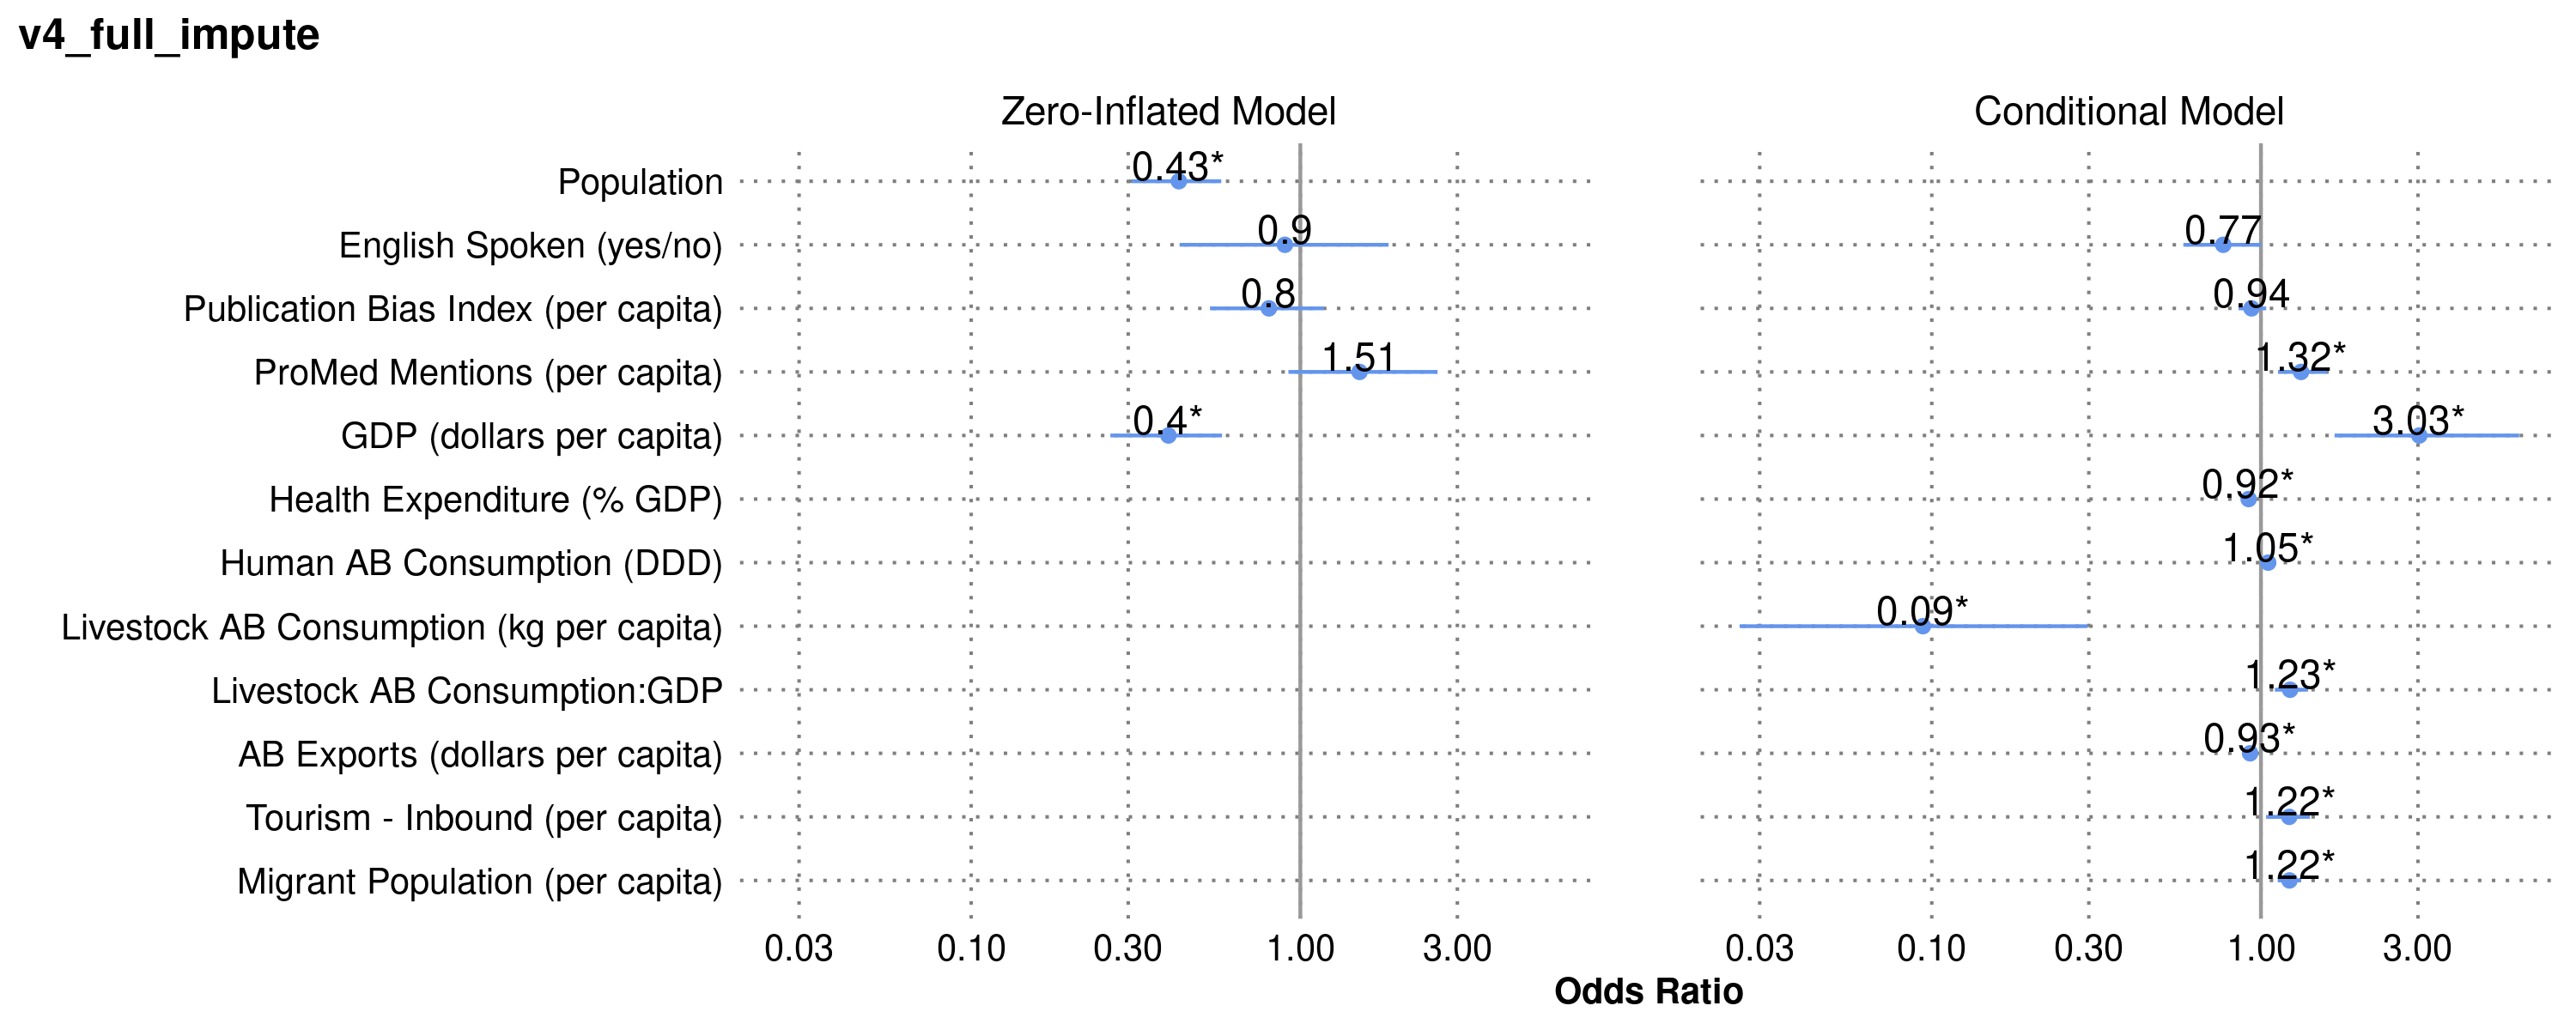 v4_full_impute
Zero-Inflated Model Conditional Model
Population 0.43*
English Spoken (yes/no) 0.9 0.77
Publication Bias Index (per capita) 0.8 0.94
ProMed Mentions (per capita) 1.51 1.32*
GDP (dollars per capita) 0.4* 3.03*
Health Expenditure (% GDP) 0.92*
Human AB Consumption (DDD) 1.05*
Livestock AB Consumption (kg per capita) 0.09*
Livestock AB Consumption:GDP 1.23*
AB Exports (dollars per capita) 0.93*
Tourism - Inbound (per capita) 1.22*
Migrant Population (per capita) 1.22*
0.03 0.10 0.30 1.00 3.00 0.03 0.10 0.30 1.00 3.00
Odds Ratio